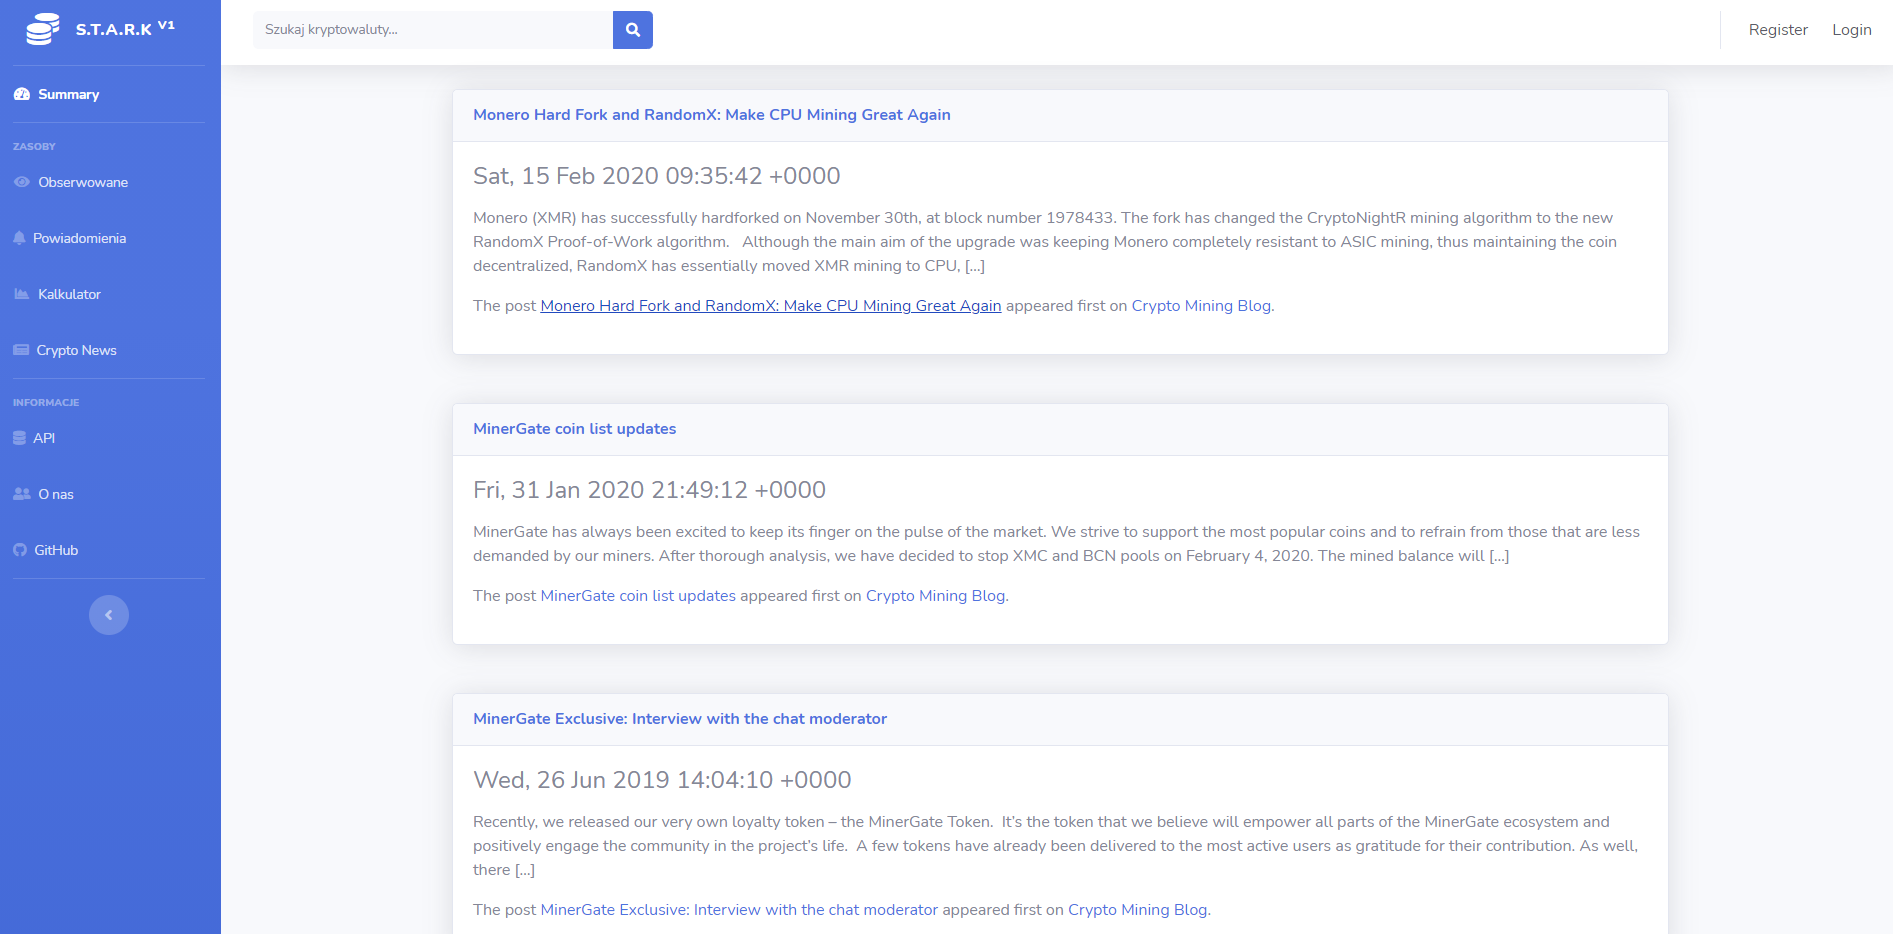 S.T.A.R.K V1
Summary
ZASOBY
Obserwowane
Powiadomienia
Kalkulator
Crypto News
INFORMACJE
API
O nas
GitHub
Szukaj kryptowaluty...
Register Login
Monero Hard Fork and RandomX: Make CPU Mining Great Again
Sat, 15 Feb 2020 09:35:42 +0000
Monero (XMR) has successfully hardforked on November 30th, at block number 1978433. The fork has changed the CryptoNightR mining algorithm to the new
RandomX Proof-of-Work algorithm.   Although the main aim of the upgrade was keeping Monero completely resistant to ASIC mining, thus maintaining the coin
decentralized, RandomX has essentially moved XMR mining to CPU, [...]
The post Monero Hard Fork and RandomX: Make CPU Mining Great Again appeared first on Crypto Mining Blog.
MinerGate coin list updates
Fri, 31 Jan 2020 21:49:12 +0000
MinerGate has always been excited to keep its finger on the pulse of the market. We strive to support the most popular coins and to refrain from those that are less
demanded by our miners. After thorough analysis, we have decided to stop XMC and BCN pools on February 4, 2020. The mined balance will [...]
The post MinerGate coin list updates appeared first on Crypto Mining Blog.
MinerGate Exclusive: Interview with the chat moderator
Wed, 26 Jun 2019 14:04:10 +0000
Recently, we released our very own loyalty token – the MinerGate Token.  It’s the token that we believe will empower all parts of the MinerGate ecosystem and
positively engage the community in the project’s life.  A few tokens have already been delivered to the most active users as gratitude for their contribution. As well,
there [...]
The post MinerGate Exclusive: Interview with the chat moderator appeared first on Crypto Mining Blog.